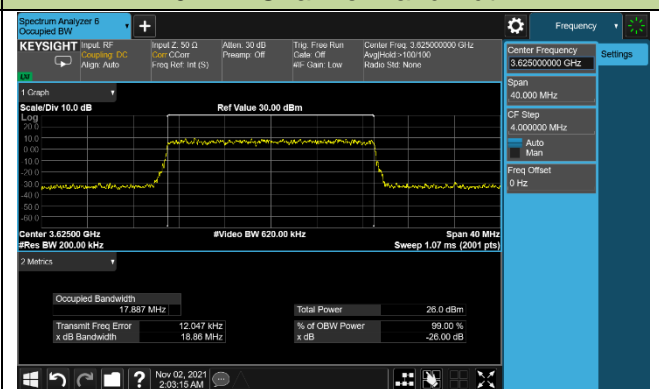 Spectrum Analyzer 6
Occupied BW
+
Frequency
KEYSIGHT
Input: RF
Coupling: DC
Align: Auto
Input Z: 50 Ω
Corr CCorr
Freq Ref: Int (S)
Atten: 30 dB
Preamp: Off
Trig: Free Run
Gate: Off
#IF Gain: Low
Center Freq: 3.625000000 GHz
Avg|Hold:>100/100
Radio Std: None
Center Frequency
3.625000000 GHz
Settings
Span
40.000 MHz
CF Step
4.000000 MHz
Auto
Man
Freq Offset
0 Hz
1 Graph
Scale/Div 10.0 dB
Ref Value 30.00 dBm
Log
20.0
10.0
0.00
-10.0
-20.0
-30.0
-40.0
-50.0
-60.0
Center 3.62500 GHz
#Video BW 620.00 kHz
Span 40 MHz
#Res BW 200.00 kHz
Sweep 1.07 ms (2001 pts)
2 Metrics
Occupied Bandwidth
17.887 MHz
Total Power
26.0 dBm
Transmit Freq Error
12.047 kHz
% of OBW Power
99.00 %
x dB Bandwidth
18.86 MHz
x dB
-26.00 dB
?
Nov 02, 2021
2:03:15 AM